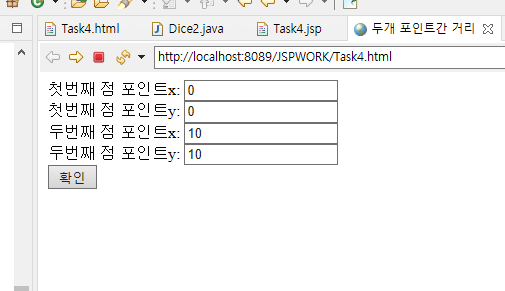 Task4.html Dice2.java Task4.jsp 두개 포인트간 거리
http://localhost:8089/JSPWORK/Task4.html
첫번째 점 포인트x: 0
첫번째 점 포인트y: 0
두번째 점 포인트x: 10
두번째 점 포인트y: 10
확인